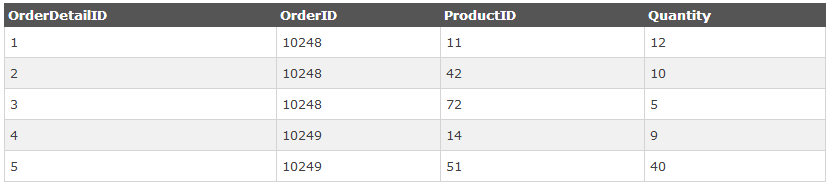 OrderDetailID OrderID ProductID Quantity
1 10248 11 12
2 10248 42 10
3 10248 72 5
4 10249 14 9
5 10249 51 40